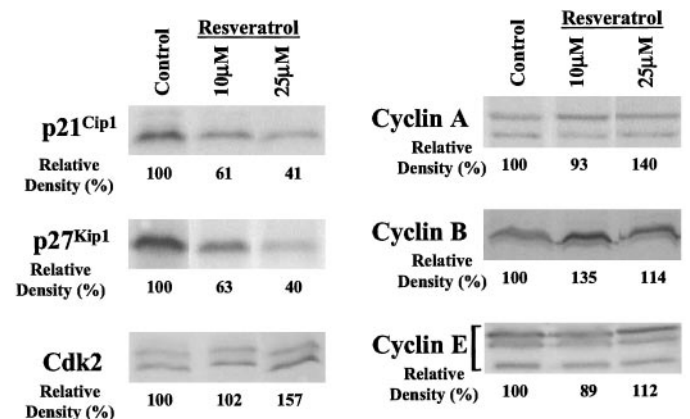 Resveratrol
Control
10µM
25µM
p21Cip1
Relative
Density (%)
100 61 41
p27Kip1
Relative
Density (%)
100 63 40
Cdk2
Relative
Density (%)
100 102 157
Resveratrol
Control
10µM
25µM
Cyclin A
Relative
Density (%)
100 93 140
Cyclin B
Relative
Density (%)
100 135 114
Cyclin E
Relative
Density (%)
100 89 112